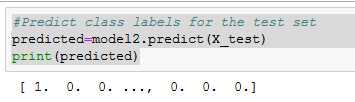 #Predict class labels for the test set
predicted=model2.predict(X_test)
print(predicted)
[ 1.  0.  0. ...,  0.  0.  0.]